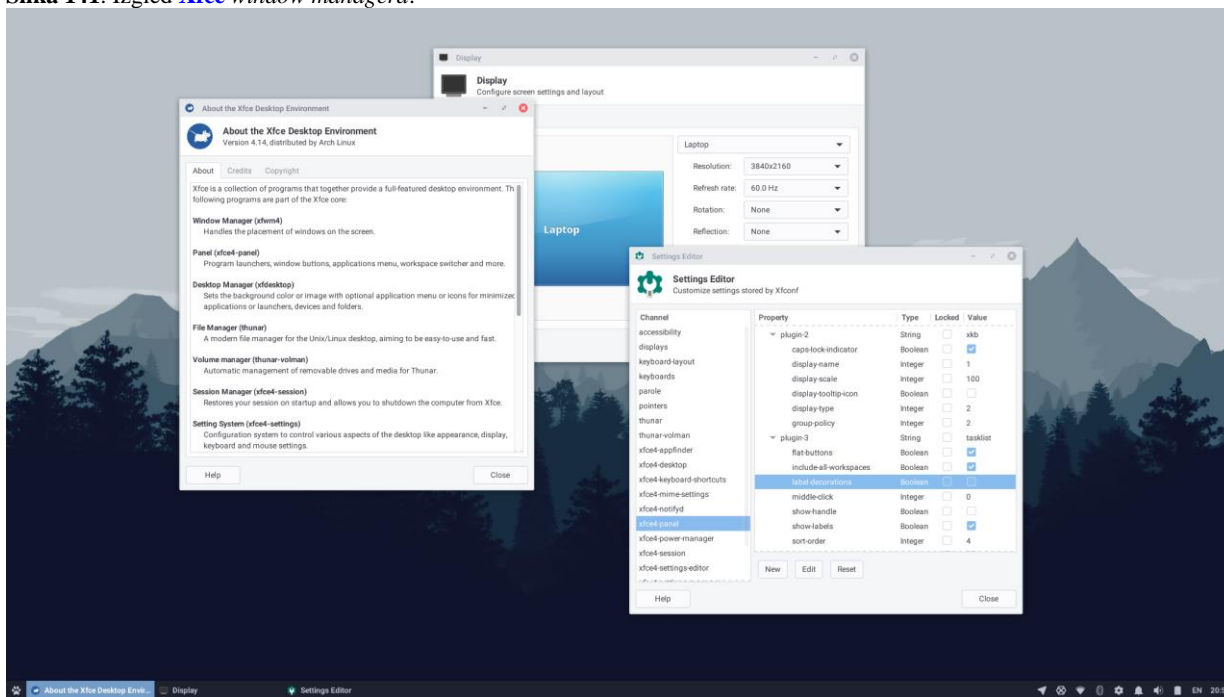 Slika 141. Izgled Xfce window managera.
Display
Display
Configure screen settings and layout
Laptop
Resolution: 3840x2160
Refresh rate: 60.0 Hz
Rotation: None
Reflection: None
Laptop
About the Xfce Desktop Environment
About the Xfce Desktop Environment
Version 4.14, distributed by Arch Linux
About Credits Copyright
Xfce is a collection of programs that together provide a full-featured desktop environment. Th
following programs are part of the Xfce core:
Window Manager (xfwm4)
Handles the placement of windows on the screen.
Panel (xfce4-panel)
Program launchers, window buttons, applications menu, workspace switcher and more.
Desktop Manager (xfdesktop)
Sets the background color or image with optional application menu or icons for minimized
applications or launchers, devices and folders.
File Manager (thunar)
A modern file manager for the Unix/Linux desktop, aiming to be easy-to-use and fast.
Volume manager (thunar-volman)
Automatic management of removable drives and media for Thunar.
Session Manager (xfce4-session)
Restores your session on startup and allows you to shutdown the computer from Xfce.
Setting System (xfce4-settings)
Configuration system to control various aspects of the desktop like appearance, display,
keyboard and mouse settings.
Help Close
Settings Editor
Settings Editor
Customize settings stored by Xfconf
Channel
accessibility
displays
keyboard-layout
keyboards
parole
pointers
thunar
thunar-volman
xfce4-appfinder
xfce4-desktop
xfce4-keyboard-shortcuts
xfce4-mime-settings
xfce4-notifyd
xfce4-panel
xfce4-power-manager
xfce4-session
xfce4-settings-editor
Property Type Locked Value
plugin-2 String xkb
caps-lock-indicator Boolean
display-name Integer 1
display-scale Integer 100
display-tooltip-icon Boolean
display-type Integer 2
group-policy Integer 2
plugin-3 String tasklist
flat-buttons Boolean
include-all-workspaces Boolean
label-decorations Boolean
middle-click Integer 0
show-handle Boolean
show-labels Boolean
sort-order Integer 4
New Edit Reset
Help Close
About the Xfce Desktop Envir... Display Settings Editor EN